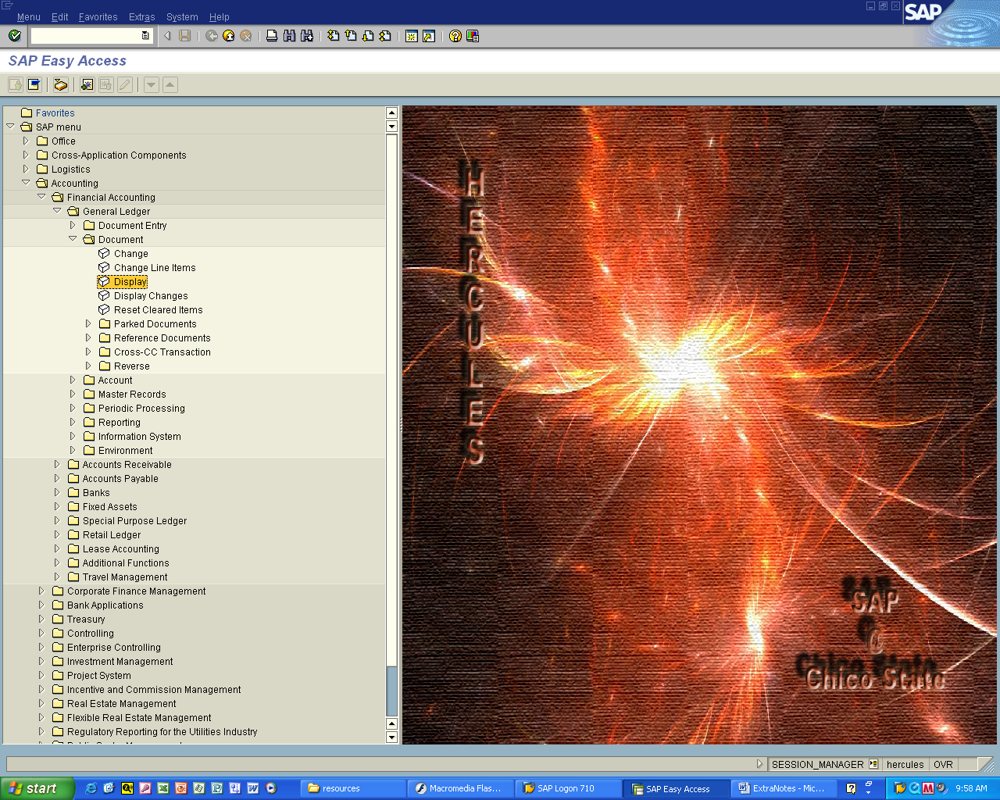 Menu Edit Favorites Extras System Help
SAP
SAP Easy Access
Favorites
SAP menu
Office
Cross-Application Components
Logistics
Accounting
Financial Accounting
General Ledger
Document Entry
Document
Change
Change Line Items
Display
Display Changes
Reset Cleared Items
Parked Documents
Reference Documents
Cross-CC Transaction
Reverse
Account
Master Records
Periodic Processing
Reporting
Information System
Environment
Accounts Receivable
Accounts Payable
Banks
Fixed Assets
Special Purpose Ledger
Retail Ledger
Lease Accounting
Additional Functions
Travel Management
Corporate Finance Management
Bank Applications
Treasury
Controlling
Enterprise Controlling
Investment Management
Project System
Incentive and Commission Management
Real Estate Management
Flexible Real Estate Management
Regulatory Reporting for the Utilities Industry
HERCULES
SAP
@
Chico State
SESSION_MANAGER hercules OVR
start resources Macromedia Flas... SAP Logon 710 SAP Easy Access ExtraNotes - Mic... 9:58 AM